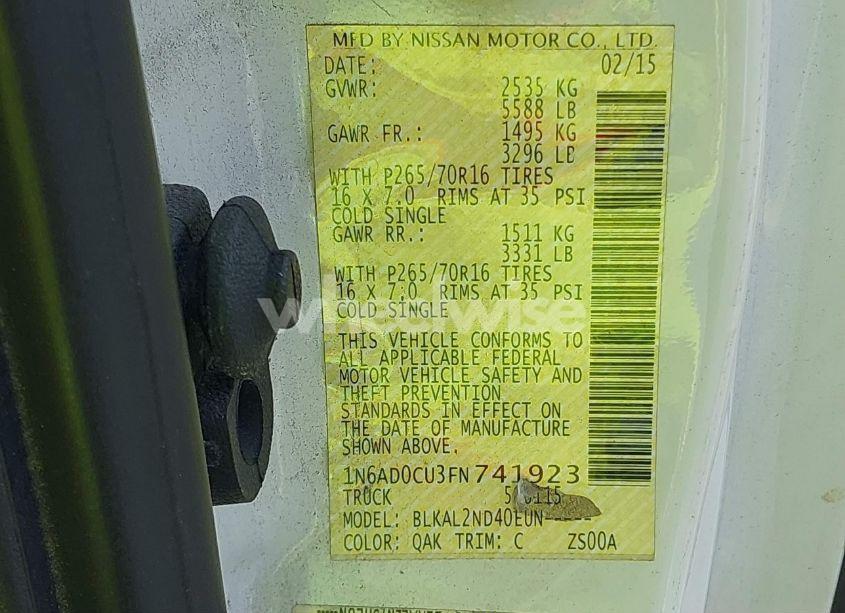 MFD BY NISSAN MOTOR CO., LTD.
DATE: 02/15
GVWR: 2535 KG
5588 LB
GAWR FR.: 1495 KG
3296 LB
WITH P265/70R16 TIRES
16 X 7.0 RIMS AT 35 PSI
COLD SINGLE
GAWR RR.: 1511 KG
3331 LB
WITH P265/70R16 TIRES
16 X 7.0 RIMS AT 35 PSI
COLD SINGLE
wheelwise
THIS VEHICLE CONFORMS TO
ALL APPLICABLE FEDERAL
MOTOR VEHICLE SAFETY AND
THEFT PREVENTION
STANDARDS IN EFFECT ON
THE DATE OF MANUFACTURE
SHOWN ABOVE.
1N6AD0CU3FN741923
TRUCK
MODEL: BLKAL2ND40EUN-----
COLOR: QAK TRIM: C ZS00A